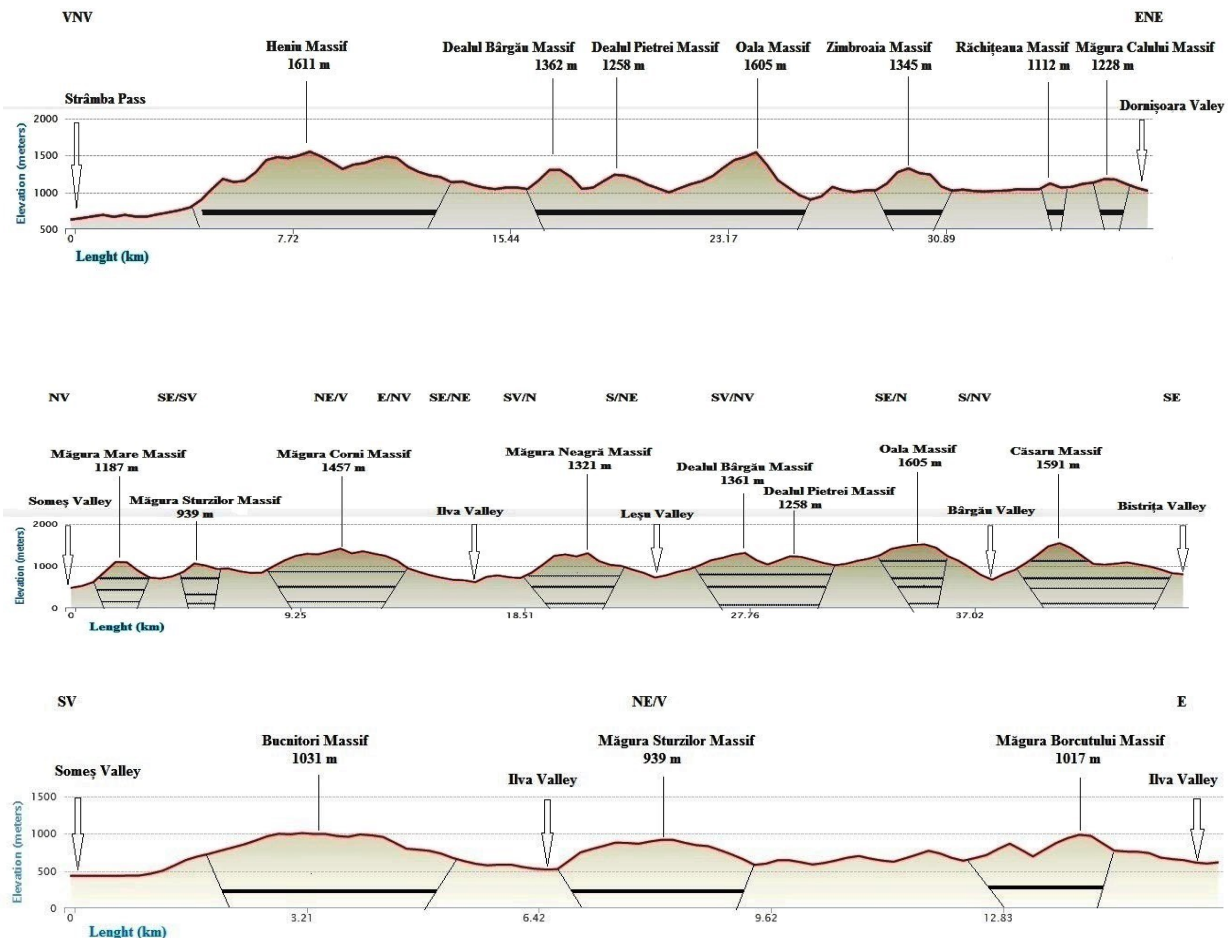 VNV ENE
Heniu Massif
1611 m
Dealul Bârgău Massif
1362 m
Dealul Pietrei Massif
1258 m
Oala Massif
1605 m
Zimbroaia Massif
1345 m
Răchițeaua Massif
1112 m
Măgura Calului Massif
1228 m
Strâmba Pass
Dornișoara Valey
Elevation (meters)
2000
1500
1000
500
0 7.72 15.44 23.17 30.89
Lenght (km)
NV SE/SV NE/V E/NV SE/NE SV/N S/NE SV/NV SE/N S/NV SE
Măgura Mare Massif
1187 m
Măgura Sturzilor Massif
939 m
Măgura Corni Massif
1457 m
Măgura Neagră Massif
1321 m
Dealul Bârgău Massif
1361 m
Dealul Pietrei Massif
1258 m
Oala Massif
1605 m
Căsaru Massif
1591 m
Someș Valley
Ilva Valley
Leșu Valley
Bârgău Valley
Bistrița Valley
Elevation (meters)
2000
1000
0
0 9.25 18.51 27.76 37.02
Lenght (km)
SV NE/V E
Bucnitori Massif
1031 m
Măgura Sturzilor Massif
939 m
Măgura Borcutului Massif
1017 m
Someș Valley
Ilva Valley
Ilva Valley
Elevation (meters)
1500
1000
500
0
0 3.21 6.42 9.62 12.83
Lenght (km)